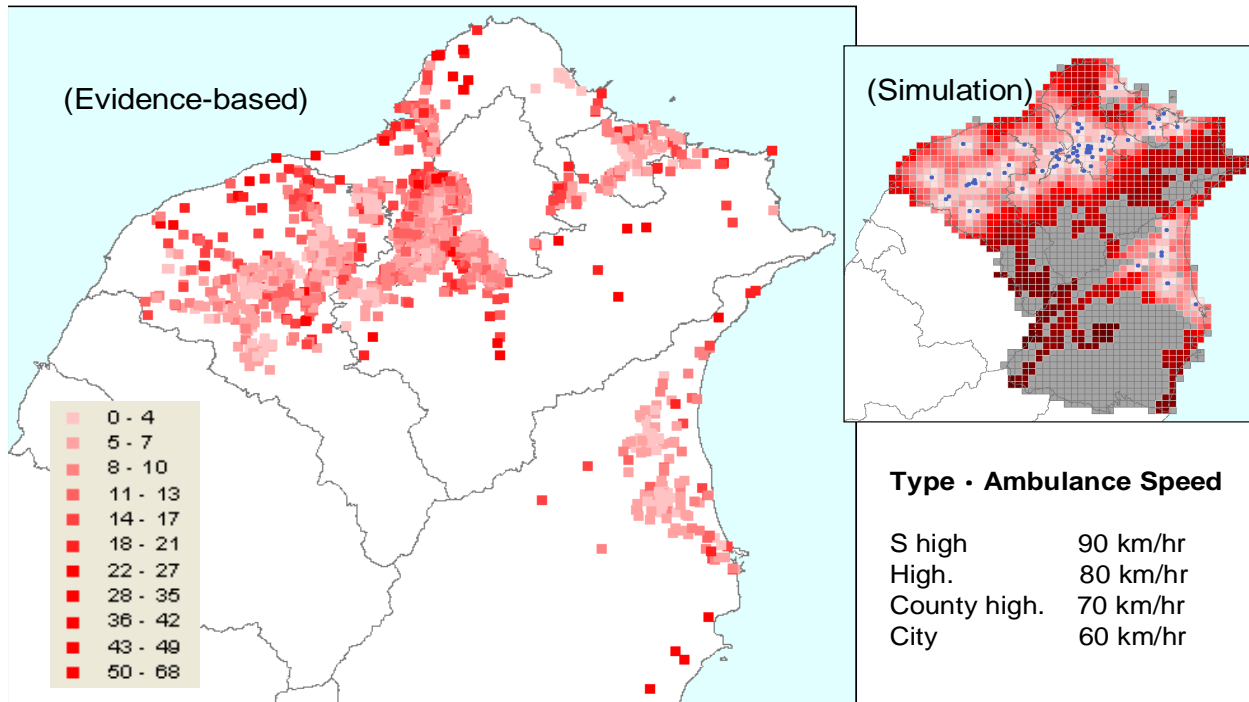 (Evidence-based)
(Simulation)
0 - 4
5 - 7
8 - 10
11 - 13
14 - 17
18 - 21
22 - 27
28 - 35
36 - 42
43 - 49
50 - 68
Type · Ambulance Speed
S high 90 km/hr
High. 80 km/hr
County high. 70 km/hr
City 60 km/hr